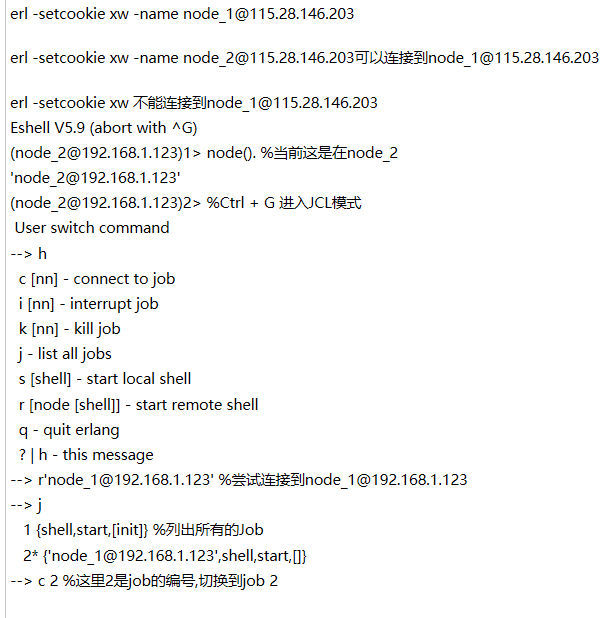 erl -setcookie xw -name node_1@115.28.146.203
erl -setcookie xw -name node_2@115.28.146.203可以连接到node_1@115.28.146.203
erl -setcookie xw 不能连接到node_1@115.28.146.203
Eshell V5.9 (abort with ^G)
(node_2@192.168.1.123)1> node(). %当前这是在node_2
'node_2@192.168.1.123'
(node_2@192.168.1.123)2> %Ctrl + G 进入JCL模式
User switch command
--> h
c [nn] - connect to job
i [nn] - interrupt job
k [nn] - kill job
j - list all jobs
s [shell] - start local shell
r [node [shell]] - start remote shell
q - quit erlang
? | h - this message
--> r'node_1@192.168.1.123' %尝试连接到node_1@192.168.1.123
--> j
1 {shell,start,[init]} %列出所有的Job
2* {'node_1@192.168.1.123',shell,start,[]}
--> c 2 %这里2是job的编号,切换到job 2